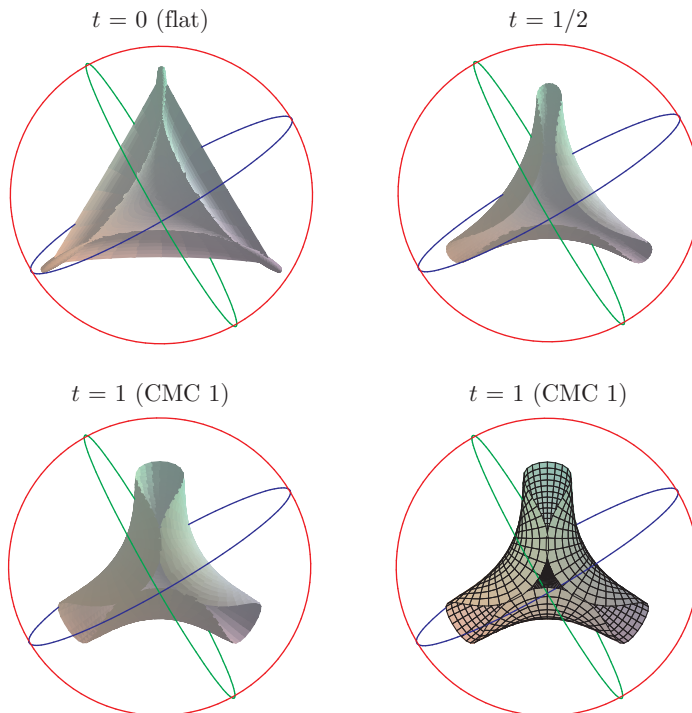 t = 0 (flat)
t = 1/2
t = 1 (CMC 1)
t = 1 (CMC 1)